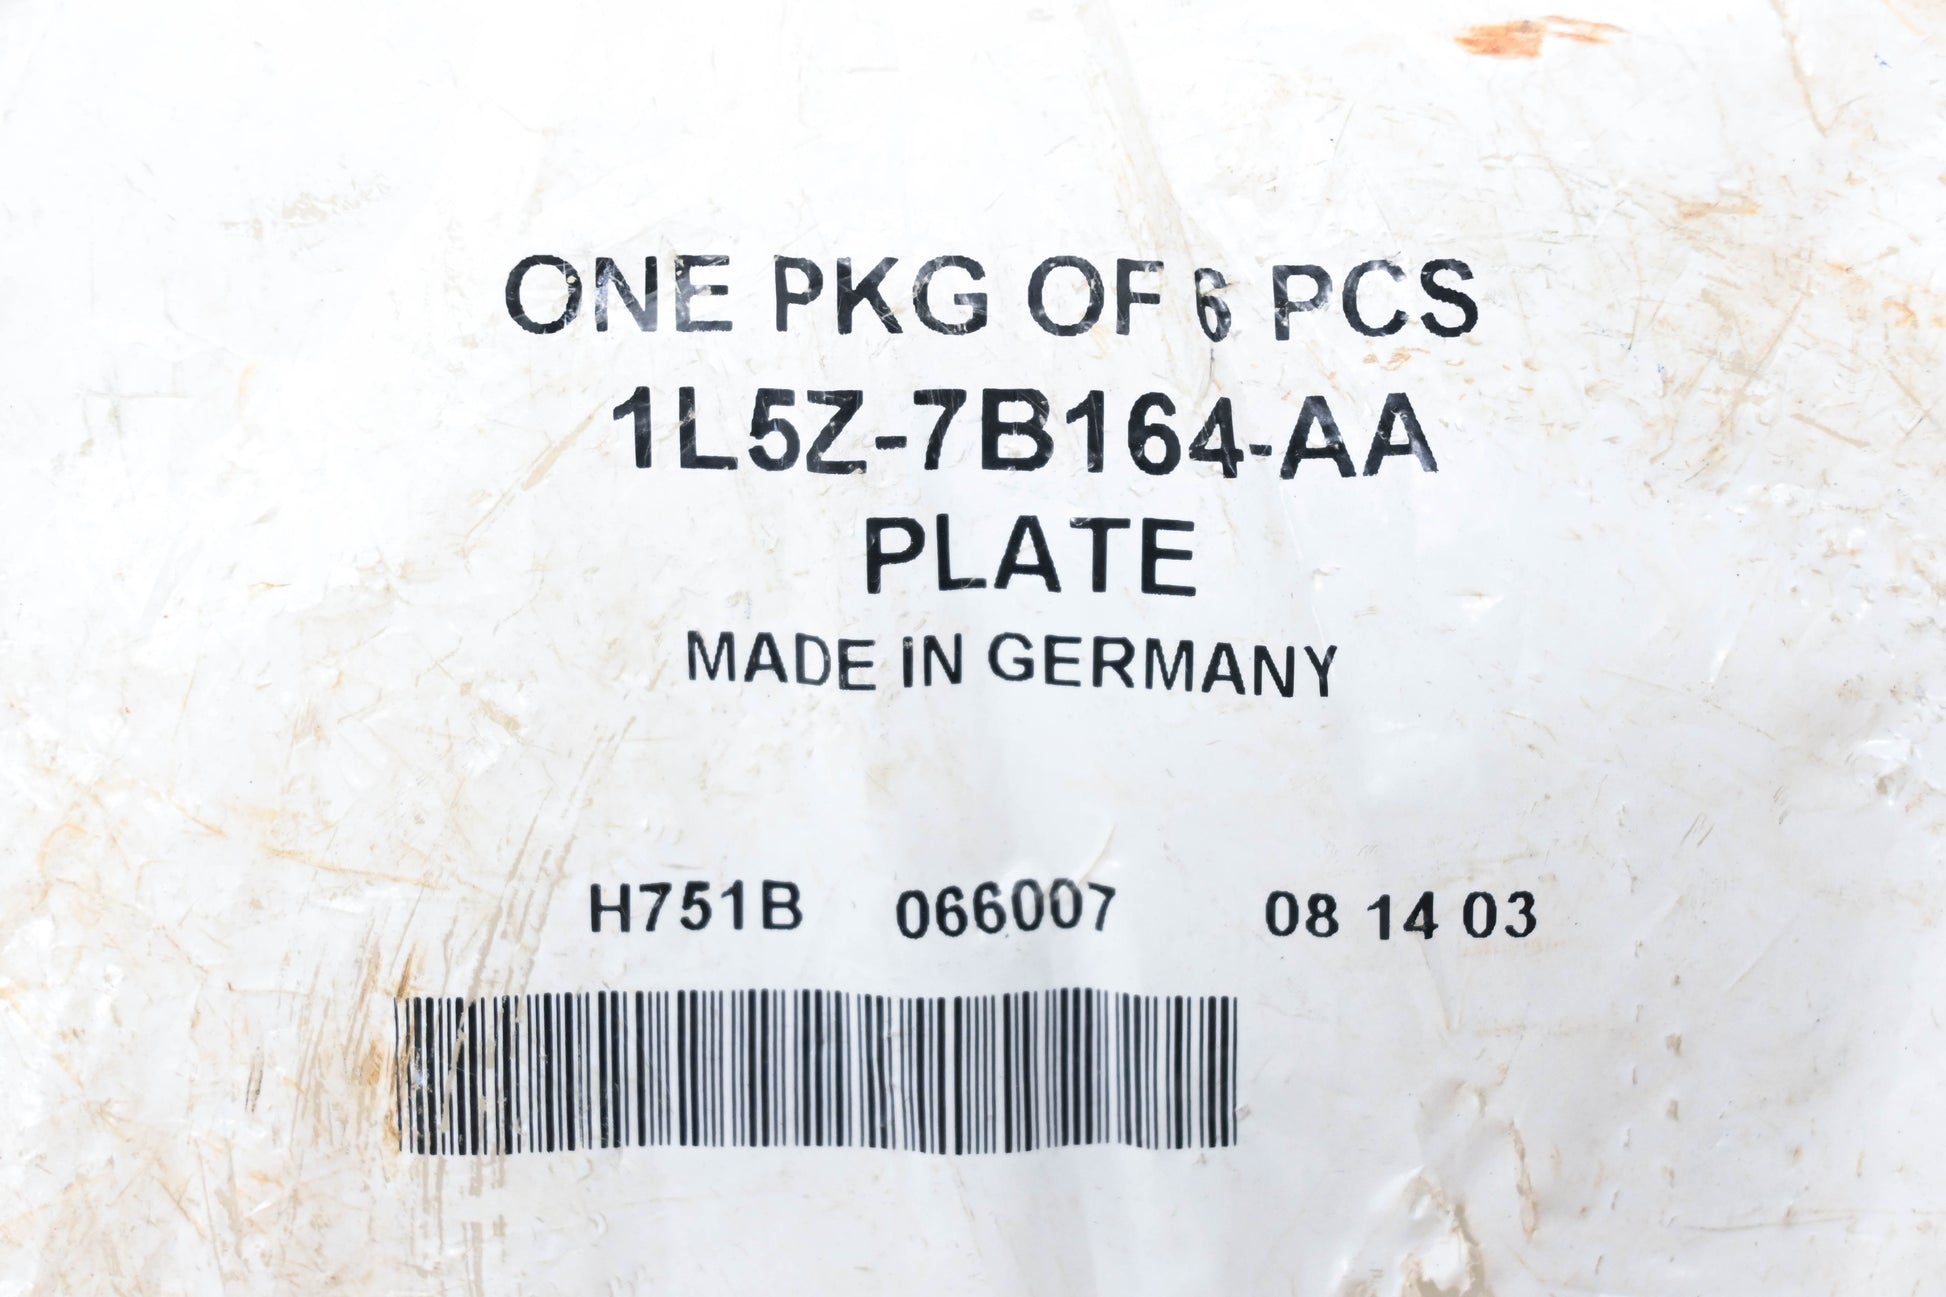 ONE PKG OF 6 PCS
1L5Z-7B164-AA
PLATE
MADE IN GERMANY
H751B 066007 08 14 03